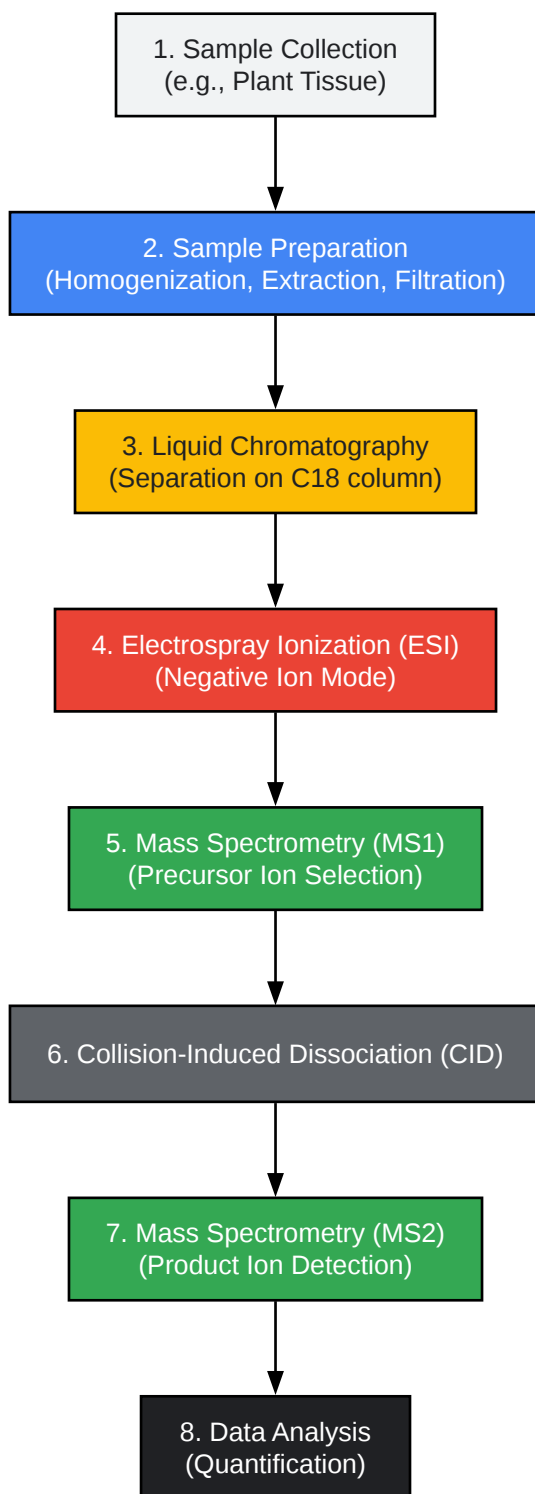 1. Sample Collection
(e.g., Plant Tissue)
2. Sample Preparation
(Homogenization, Extraction, Filtration)
3. Liquid Chromatography
(Separation on C18 column)
4. Electrospray Ionization (ESI)
(Negative Ion Mode)
5. Mass Spectrometry (MS1)
(Precursor Ion Selection)
6. Collision-Induced Dissociation (CID)
7. Mass Spectrometry (MS2)
(Product Ion Detection)
8. Data Analysis
(Quantification)